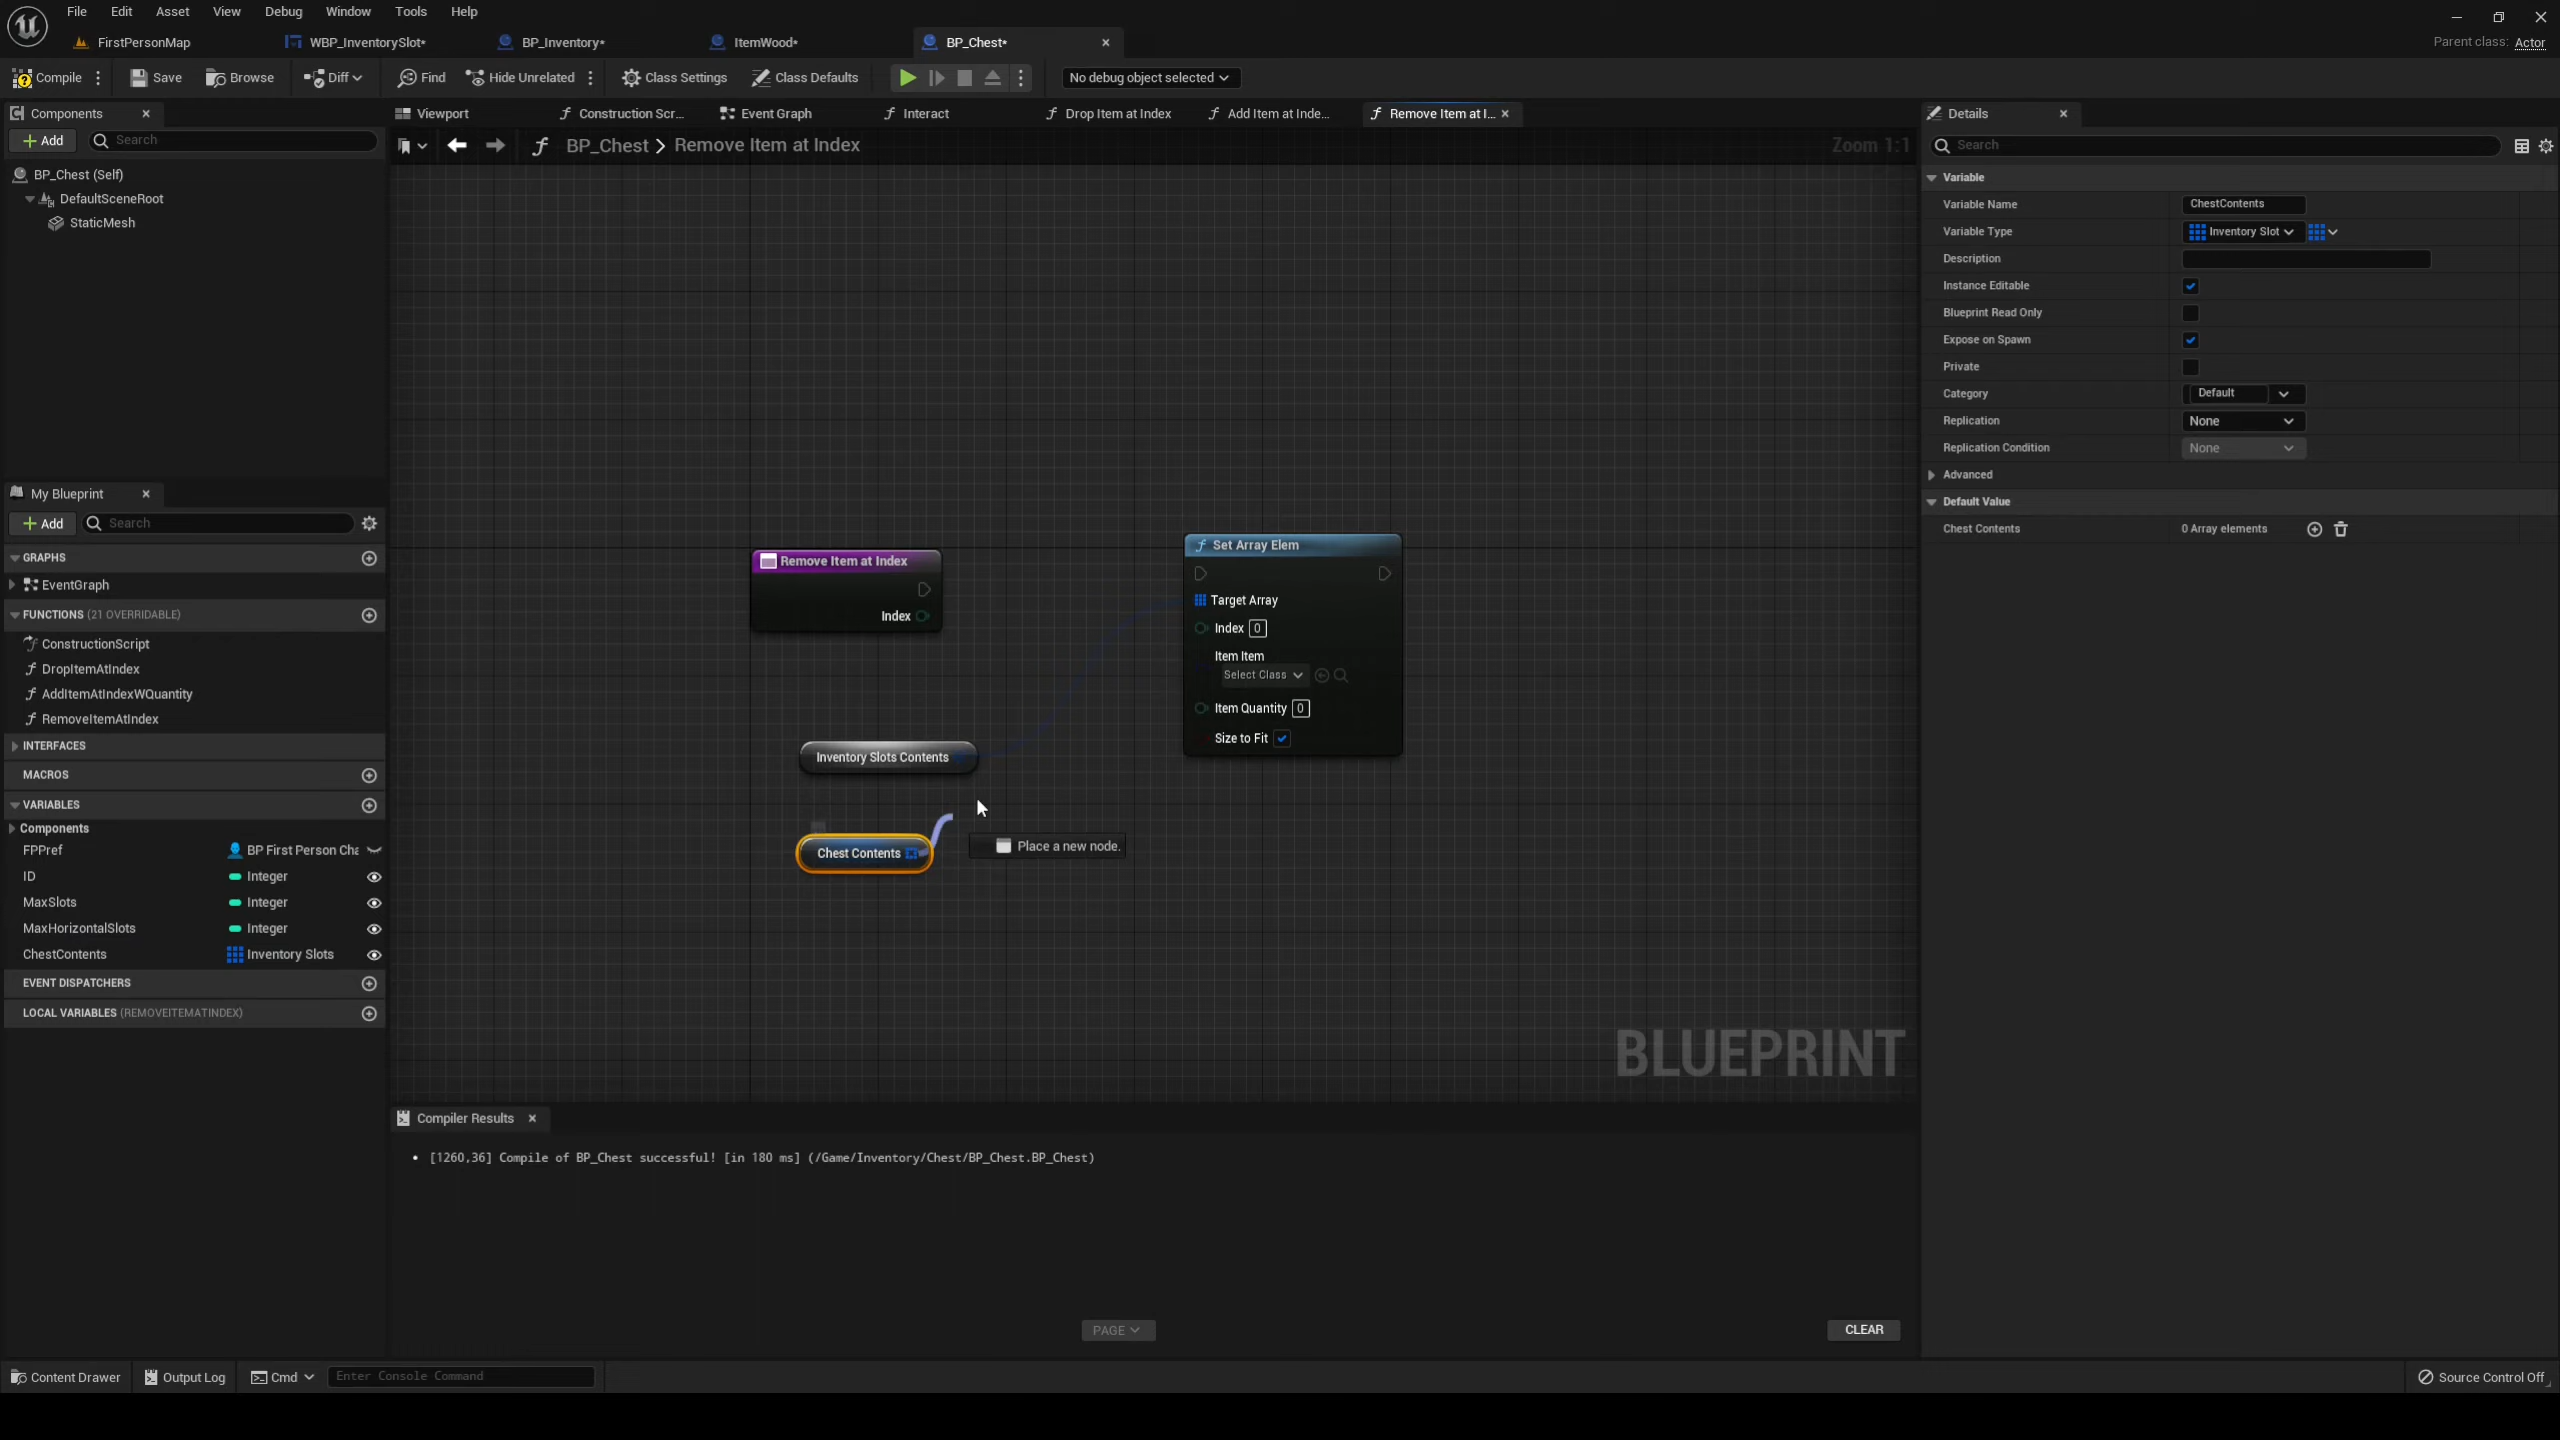 File Edit Asset View Debug Window Tools Help
FirstPersonMap WBP_InventorySlot* BP_Inventory* ItemWood* BP_Chest*
Parent class: Actor
Compile Save Browse Diff Find Hide Unrelated Class Settings Class Defaults No debug object selected
Components
Add Search
BP_Chest (Self)
DefaultSceneRoot
StaticMesh
My Blueprint
Add Search
GRAPHS
EventGraph
FUNCTIONS (21 OVERRIDABLE)
ConstructionScript
DropItemAtIndex
AddItemAtIndexWQuantity
RemoveItemAtIndex
INTERFACES
MACROS
VARIABLES
Components
FPPref BP First Person Cha
ID Integer
MaxSlots Integer
MaxHorizontalSlots Integer
ChestContents Inventory Slots
EVENT DISPATCHERS
LOCAL VARIABLES (REMOVEITEMATINDEX)
Viewport Construction Scr... Event Graph Interact Drop Item at Index Add Item at Inde... Remove Item at I...
BP_Chest > Remove Item at Index
Zoom 1:1
Remove Item at Index
Index
Inventory Slots Contents
Chest Contents
Place a new node.
Set Array Elem
Target Array
Index 0
Item Item
Select Class
Item Quantity 0
Size to Fit
BLUEPRINT
Compiler Results
• [1260,36] Compile of BP_Chest successful! [in 180 ms] (/Game/Inventory/Chest/BP_Chest.BP_Chest)
PAGE
CLEAR
Details
Search
Variable
Variable Name ChestContents
Variable Type Inventory Slot
Description
Instance Editable
Blueprint Read Only
Expose on Spawn
Private
Category Default
Replication None
Replication Condition None
Advanced
Default Value
Chest Contents 0 Array elements
Content Drawer Output Log Cmd Enter Console Command Source Control Off